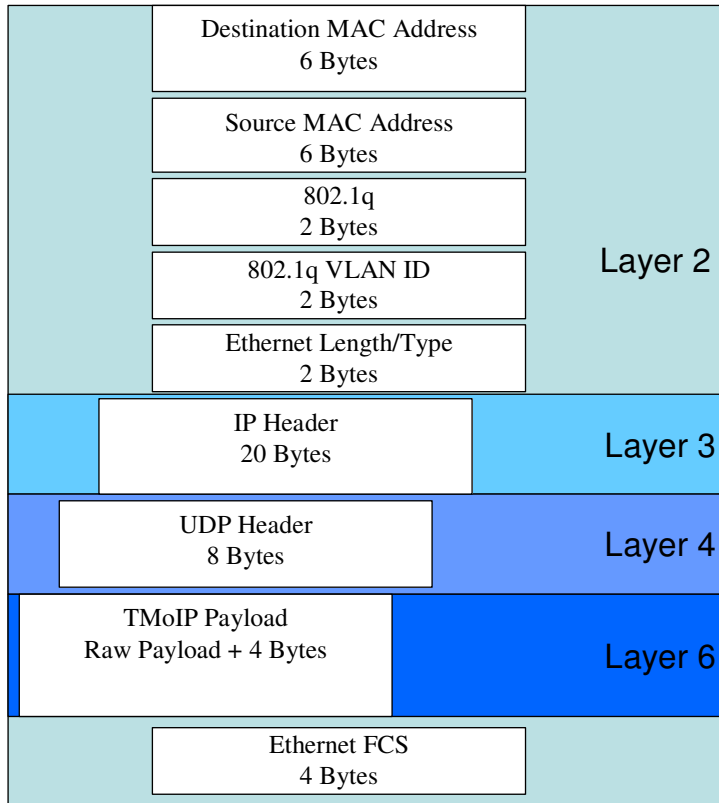 Destination MAC Address
6 Bytes
Source MAC Address
6 Bytes
802.1q
2 Bytes
802.1q VLAN ID
2 Bytes
Layer 2
Ethernet Length/Type
2 Bytes
IP Header
20 Bytes
Layer 3
UDP Header
8 Bytes
Layer 4
TMoIP Payload
Raw Payload + 4 Bytes
Layer 6
Ethernet FCS
4 Bytes